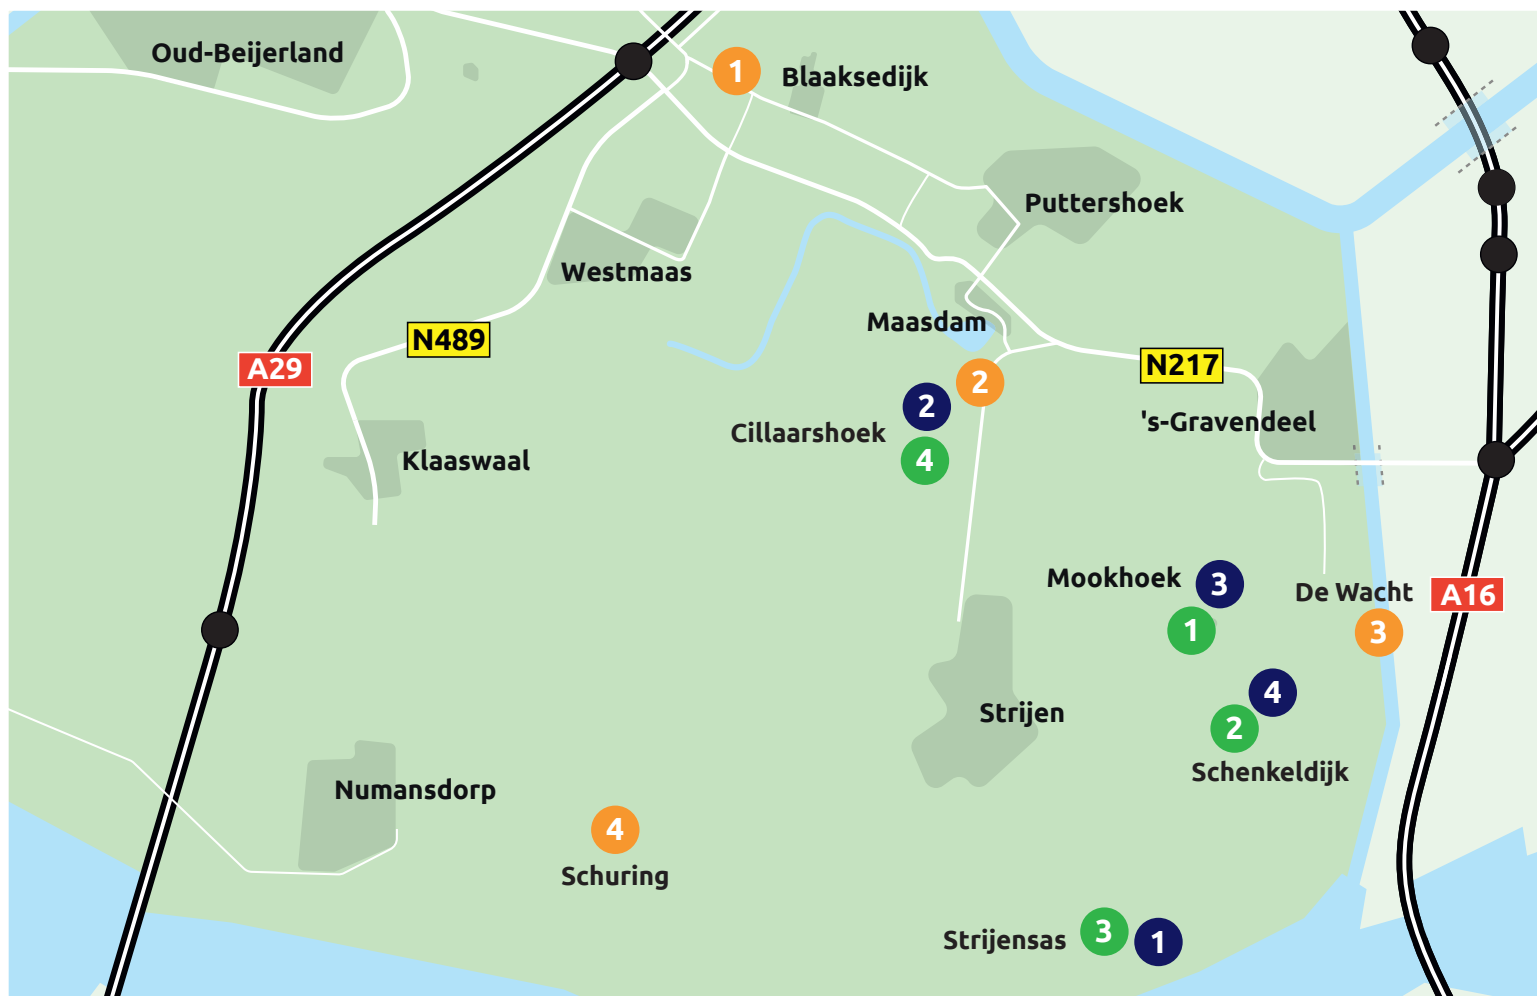 Oud-Beijerland
1
Blaaksedijk
Puttershoek
Westmaas
Maasdam
N489
A29
N217
2
2
Cillaarshoek
4
's-Gravendeel
Klaaswaal
Mookhoek
3
De Wacht
A16
1
3
4
2
Strijen
Schenkeldijk
Numansdorp
4
Schuring
Strijensas
3
1